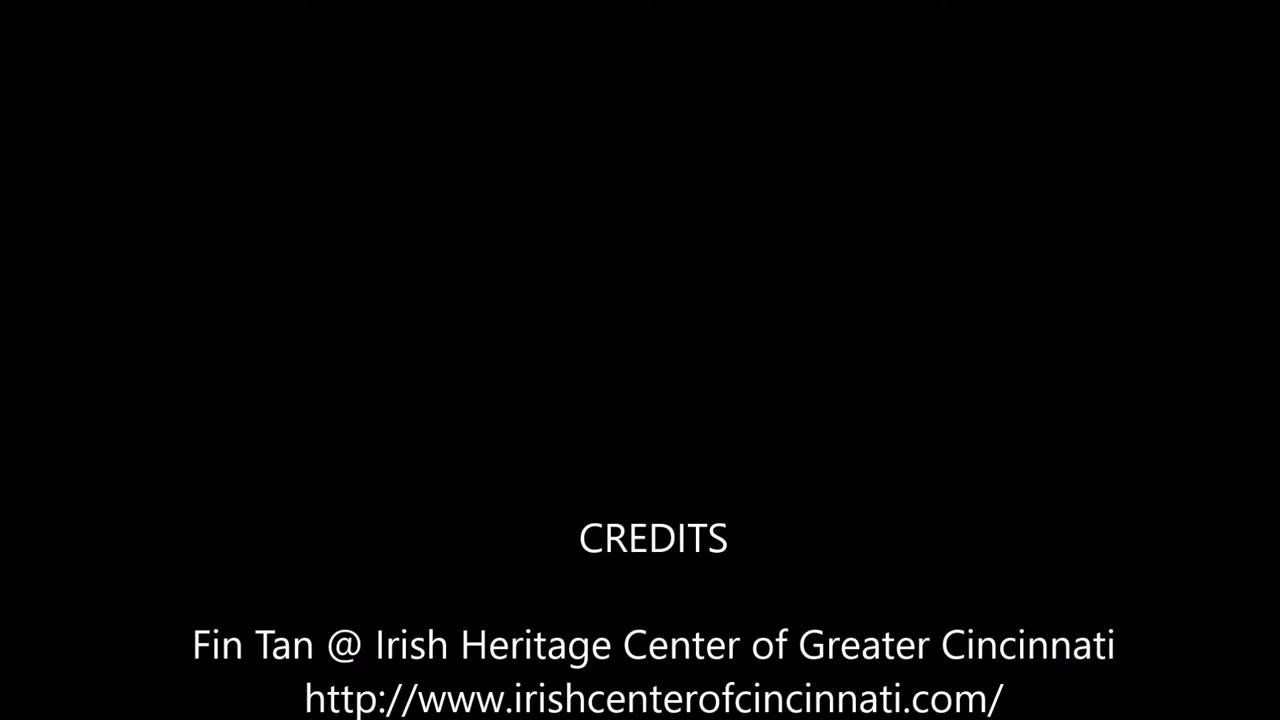 CREDITS
Fin Tan @ Irish Heritage Center of Greater Cincinnati
http://www.irishcenterofcincinnati.com/